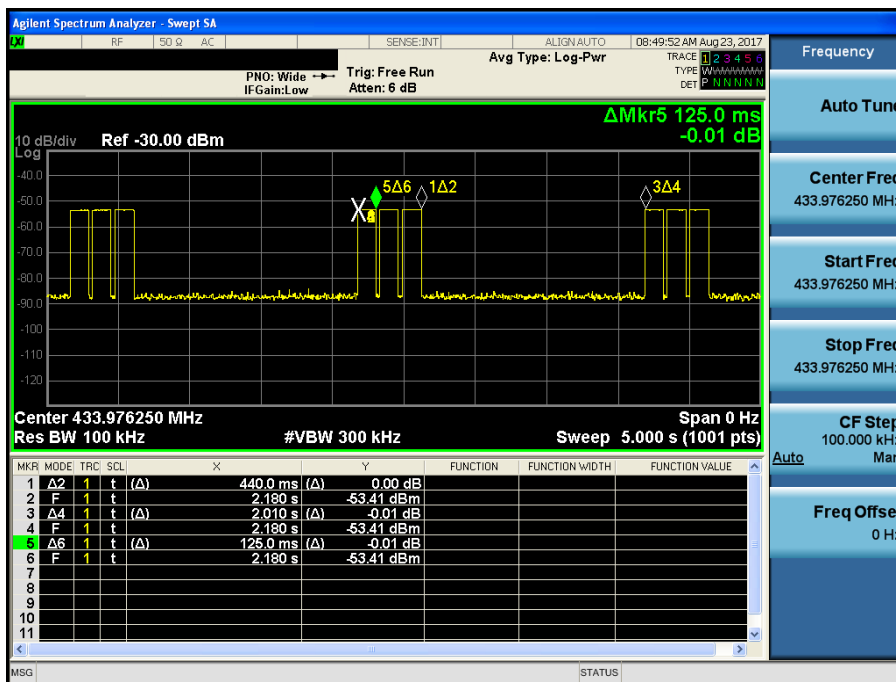 Agilent Spectrum Analyzer - Swept SA
LXI RF 50 Ω AC SENSE:INT ALIGN AUTO 08:49:52 AM Aug 23, 2017
Frequency
Avg Type: Log-Pwr TRACE 1 2 3 4 5 6
PNO: Wide Trig: Free Run TYPE
IFGain:Low Atten: 6 dB DET P N N N N N
Auto Tune
ΔMkr5 125.0 ms
-0.01 dB
10 dB/div Ref -30.00 dBm
Log
-40.0
-50.0
-60.0
-70.0
-80.0
-90.0
-100
-110
-120
5Δ6 1Δ2 3Δ4
X
Center Freq
433.976250 MHz
Start Freq
433.976250 MHz
Stop Freq
433.976250 MHz
Center 433.976250 MHz Span 0 Hz
Res BW 100 kHz #VBW 300 kHz Sweep 5.000 s (1001 pts)
CF Step
100.000 kHz
Auto Man
Freq Offset
0 Hz
MKR MODE TRC SCL X Y FUNCTION FUNCTION WIDTH FUNCTION VALUE
1 Δ2 1 t (Δ) 440.0 ms (Δ) 0.00 dB
2 F 1 t 2.180 s -53.41 dBm
3 Δ4 1 t (Δ) 2.010 s (Δ) -0.01 dB
4 F 1 t 2.180 s -53.41 dBm
5 Δ6 1 t (Δ) 125.0 ms (Δ) -0.01 dB
6 F 1 t 2.180 s -53.41 dBm
7
8
9
10
11
MSG STATUS